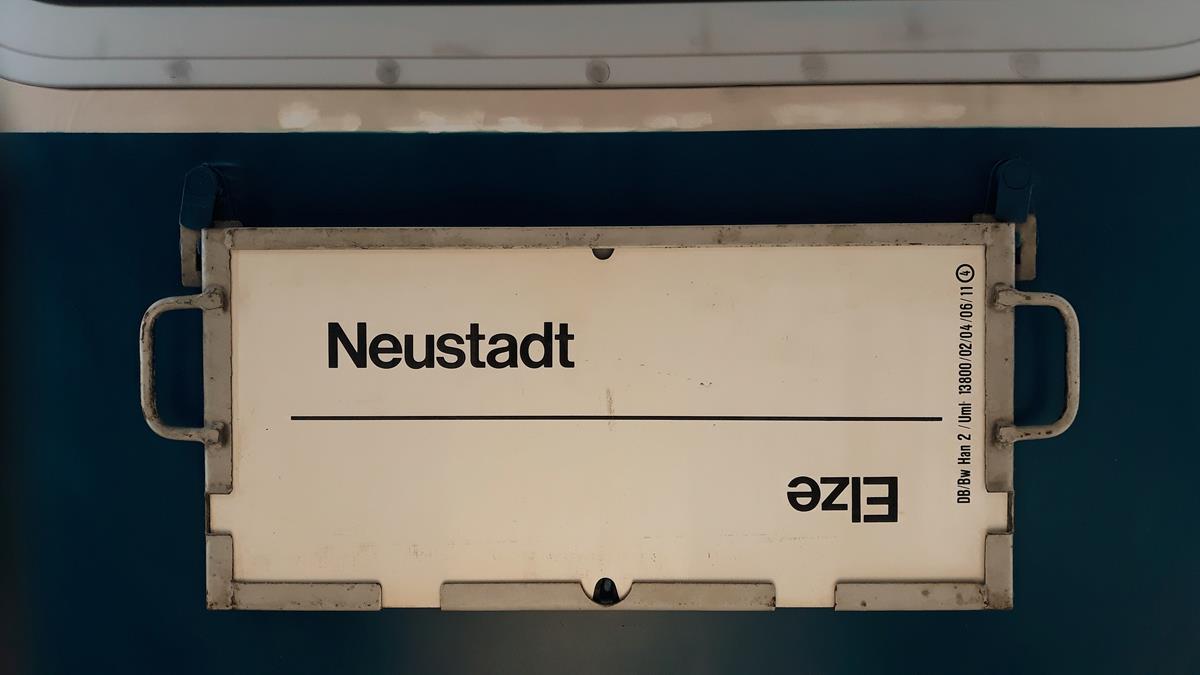 Neustadt
Elze
DB/Bw Han 2 / Uml 13800/02/04/06/11 4